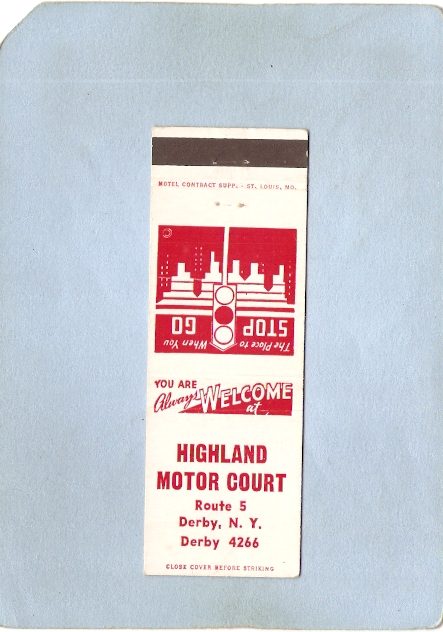 MOTEL CONTRACT SUPP. - ST. LOUIS, MO.
The Place to
STOP
When You
GO
YOU ARE
Always WELCOME
at
HIGHLAND
MOTOR COURT
Route 5
Derby, N. Y.
Derby 4266
CLOSE COVER BEFORE STRIKING